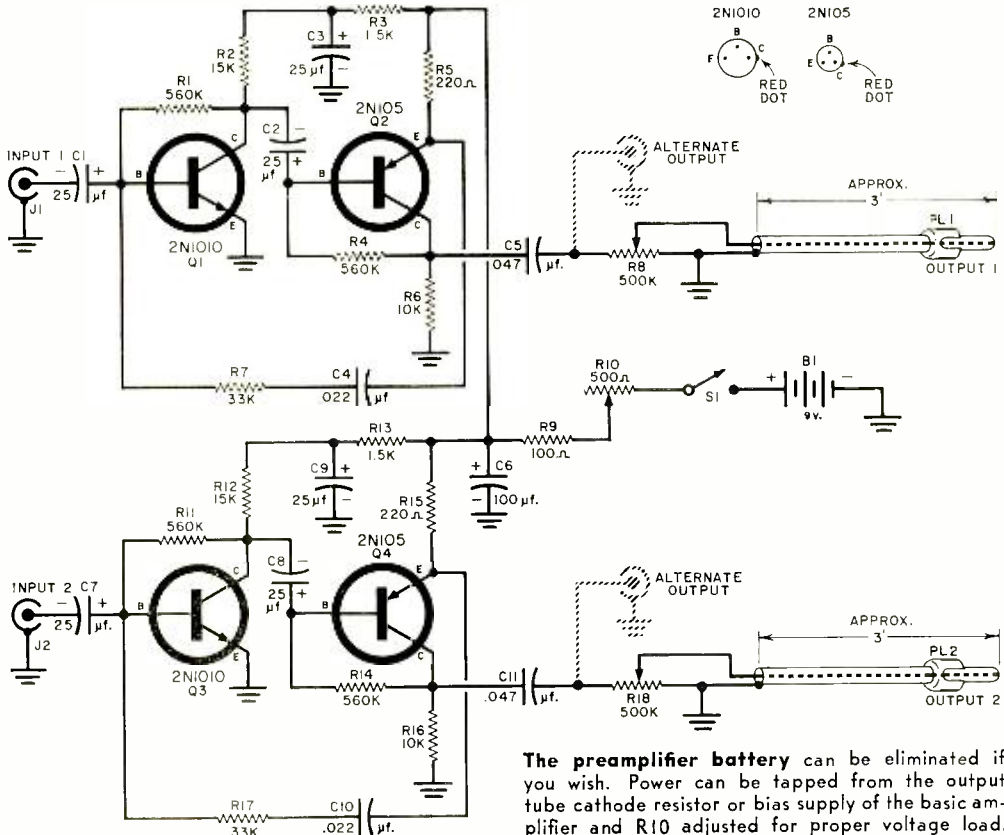 R3
1.5K
2N1010
2N105
B
B
C3
+
25 µf
-
F
C
E
C
RED
DOT
RED
DOT
R2
15K
R5
220Ω
R1
560K
2N105
Q2
C2
-
25
µf
+
C
E
INPUT 1 C1
-
+
25
µf
J1
B
B
ALTERNATE
OUTPUT
APPROX.
3'
PL1
OUTPUT 1
E
C
2N1010
Q1
R4
560K
C5
.047
µf.
R8
500K
R6
10K
R7
33K
C4
.022
µf
R10
500Ω
S1
B1
+
-
9v.
R13
1.5K
R9
100Ω
C9
+
25µf
-
C6
+
-
100µf.
R12
15K
R15
220Ω
R11
560K
2N105
Q4
C8
-
25
µf
+
C
E
INPUT 2 C7
-
+
25
µf.
J2
B
B
ALTERNATE
OUTPUT
APPROX.
3'
PL2
OUTPUT 2
E
C
2N1010
Q3
R14
560K
C11
.047
µf.
R18
500K
R16
10K
R17
33K
C10
.022
µf
The preamplifier battery can be eliminated if
you wish. Power can be tapped from the output
tube cathode resistor or bias supply of the basic am-
plifier and R10 adjusted for proper voltage load.